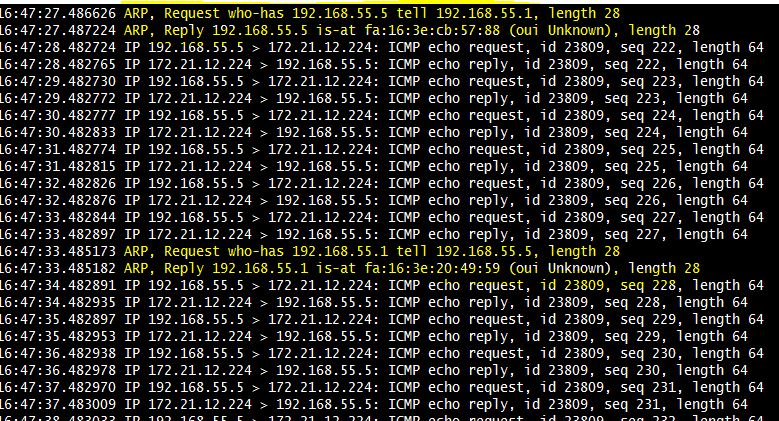 16:47:27.486626 ARP, Request who-has 192.168.55.5 tell 192.168.55.1, length 28
16:47:27.487224 ARP, Reply 192.168.55.5 is-at fa:16:3e:cb:57:88 (oui Unknown), length 28
16:47:28.482724 IP 192.168.55.5 > 172.21.12.224: ICMP echo request, id 23809, seq 222, length 64
16:47:28.482765 IP 172.21.12.224 > 192.168.55.5: ICMP echo reply, id 23809, seq 222, length 64
16:47:29.482730 IP 192.168.55.5 > 172.21.12.224: ICMP echo request, id 23809, seq 223, length 64
16:47:29.482772 IP 172.21.12.224 > 192.168.55.5: ICMP echo reply, id 23809, seq 223, length 64
16:47:30.482777 IP 192.168.55.5 > 172.21.12.224: ICMP echo request, id 23809, seq 224, length 64
16:47:30.482833 IP 172.21.12.224 > 192.168.55.5: ICMP echo reply, id 23809, seq 224, length 64
16:47:31.482774 IP 192.168.55.5 > 172.21.12.224: ICMP echo request, id 23809, seq 225, length 64
16:47:31.482815 IP 172.21.12.224 > 192.168.55.5: ICMP echo reply, id 23809, seq 225, length 64
16:47:32.482826 IP 192.168.55.5 > 172.21.12.224: ICMP echo request, id 23809, seq 226, length 64
16:47:32.482876 IP 172.21.12.224 > 192.168.55.5: ICMP echo reply, id 23809, seq 226, length 64
16:47:33.482844 IP 192.168.55.5 > 172.21.12.224: ICMP echo request, id 23809, seq 227, length 64
16:47:33.482897 IP 172.21.12.224 > 192.168.55.5: ICMP echo reply, id 23809, seq 227, length 64
16:47:33.485173 ARP, Request who-has 192.168.55.1 tell 192.168.55.5, length 28
16:47:33.485182 ARP, Reply 192.168.55.1 is-at fa:16:3e:20:49:59 (oui Unknown), length 28
16:47:34.482891 IP 192.168.55.5 > 172.21.12.224: ICMP echo request, id 23809, seq 228, length 64
16:47:34.482935 IP 172.21.12.224 > 192.168.55.5: ICMP echo reply, id 23809, seq 228, length 64
16:47:35.482897 IP 192.168.55.5 > 172.21.12.224: ICMP echo request, id 23809, seq 229, length 64
16:47:35.482953 IP 172.21.12.224 > 192.168.55.5: ICMP echo reply, id 23809, seq 229, length 64
16:47:36.482938 IP 192.168.55.5 > 172.21.12.224: ICMP echo request, id 23809, seq 230, length 64
16:47:36.482978 IP 172.21.12.224 > 192.168.55.5: ICMP echo reply, id 23809, seq 230, length 64
16:47:37.482970 IP 192.168.55.5 > 172.21.12.224: ICMP echo request, id 23809, seq 231, length 64
16:47:37.483009 IP 172.21.12.224 > 192.168.55.5: ICMP echo reply, id 23809, seq 231, length 64
16:47:38.483033 IP 192.168.55.5 > 172.21.12.224: ICMP echo request, id 23809, seq 232, length 64